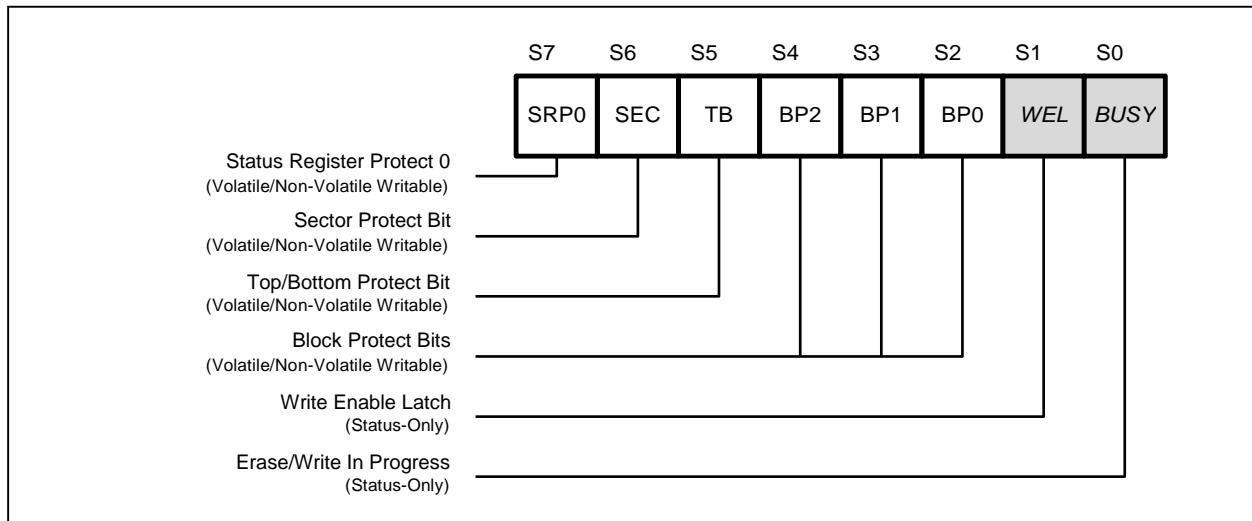 S7 S6 S5 S4 S3 S2 S1 S0
SRP0 SEC TB BP2 BP1 BP0 WEL BUSY
Status Register Protect 0
(Volatile/Non-Volatile Writable)
Sector Protect Bit
(Volatile/Non-Volatile Writable)
Top/Bottom Protect Bit
(Volatile/Non-Volatile Writable)
Block Protect Bits
(Volatile/Non-Volatile Writable)
Write Enable Latch
(Status-Only)
Erase/Write In Progress
(Status-Only)